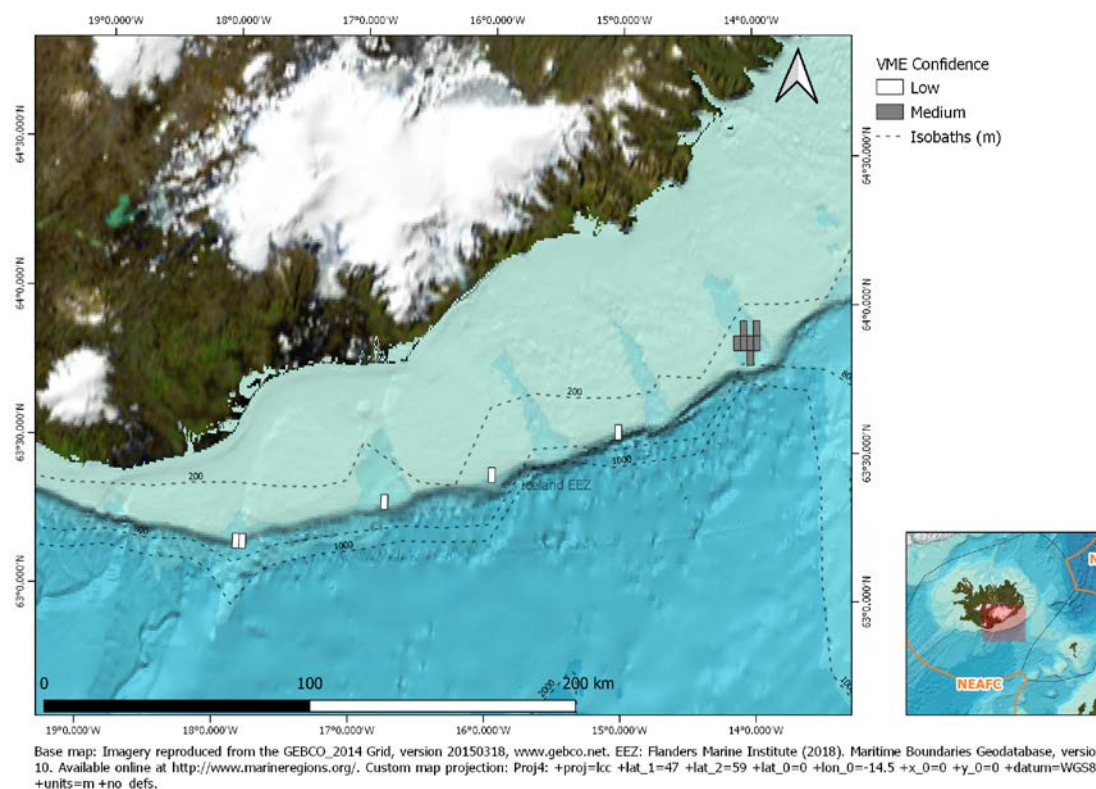 19°0.000'W 18°0.000'W 17°0.000'W 16°0.000'W 15°0.000'W 14°0.000'W
VME Confidence
Low
Medium
Isobaths (m)
64°30.000'N
64°30.000'N
64°0.000'N
64°0.000'N
63°30.000'N
63°30.000'N
63°0.000'N
63°0.000'N
200
200
1000
Iceland EEZ
1000
2000
0 100 200 km
NEAFC
19°0.000'W 18°0.000'W 17°0.000'W 16°0.000'W 15°0.000'W 14°0.000'W
Base map: Imagery reproduced from the GEBCO_2014 Grid, version 20150318, www.gebco.net. EEZ: Flanders Marine Institute (2018). Maritime Boundaries Geodatabase, versio
10. Available online at http://www.marineregions.org/. Custom map projection: Proj4: +proj=lcc +lat_1=47 +lat_2=59 +lat_0=0 +lon_0=-14.5 +x_0=0 +y_0=0 +datum=WGS8
+units=m +no_defs.